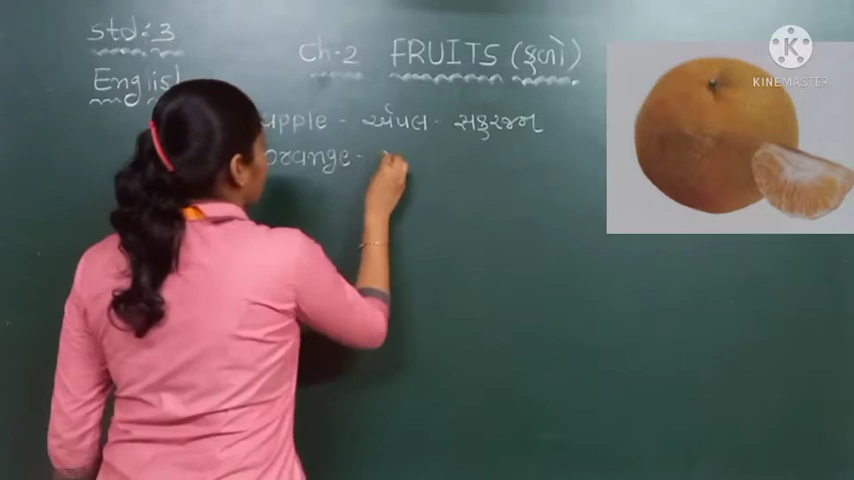 std: 3
Ch-2 FRUITS (ફળો)
English
apple - એપલ - સફરજન
orange -
K
KINEMASTER